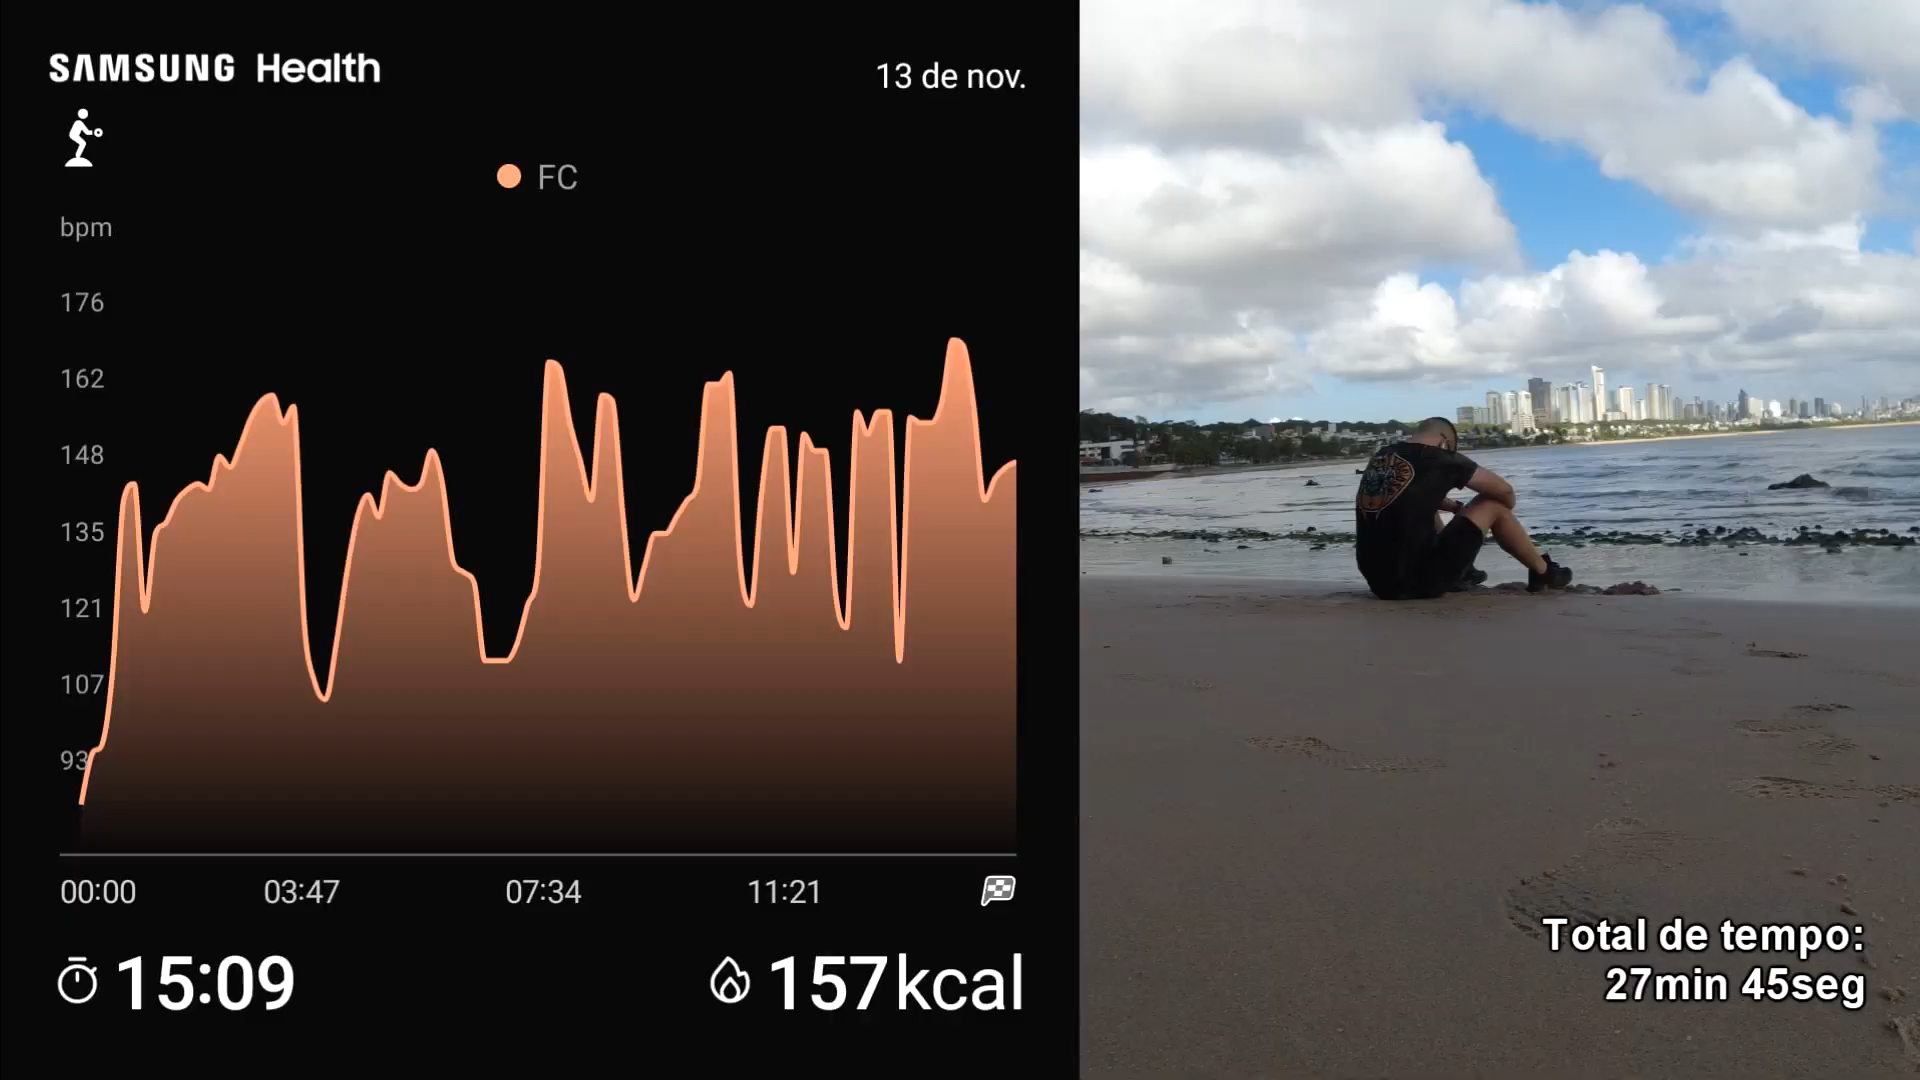 SAMSUNG Health
13 de nov.
FC
bpm
176
162
148
135
121
107
93
00:00 03:47 07:34 11:21
15:09
157kcal
Total de tempo:
27min 45seg